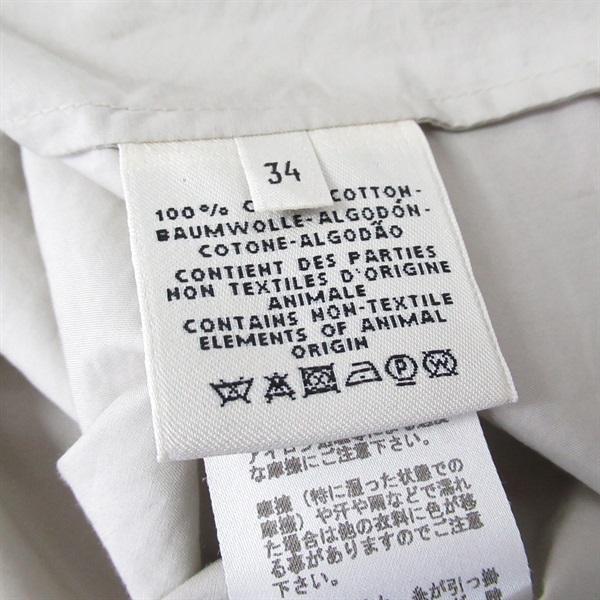 34
100% COTTON-
BAUMWOLLE-ALGODÓN-
COTONE-ALGODÃO
CONTIENT DES PARTIES
NON TEXTILES D'ORIGINE
ANIMALE
CONTAINS NON-TEXTILE
ELEMENTS OF ANIMAL
ORIGIN
P W
な摩擦にご注意下さい。
摩擦（特に湿った状態での
摩擦）や汗や雨などで濡れ
た場合は他の衣料に色が移
る事がありますのでご注意
下さい。